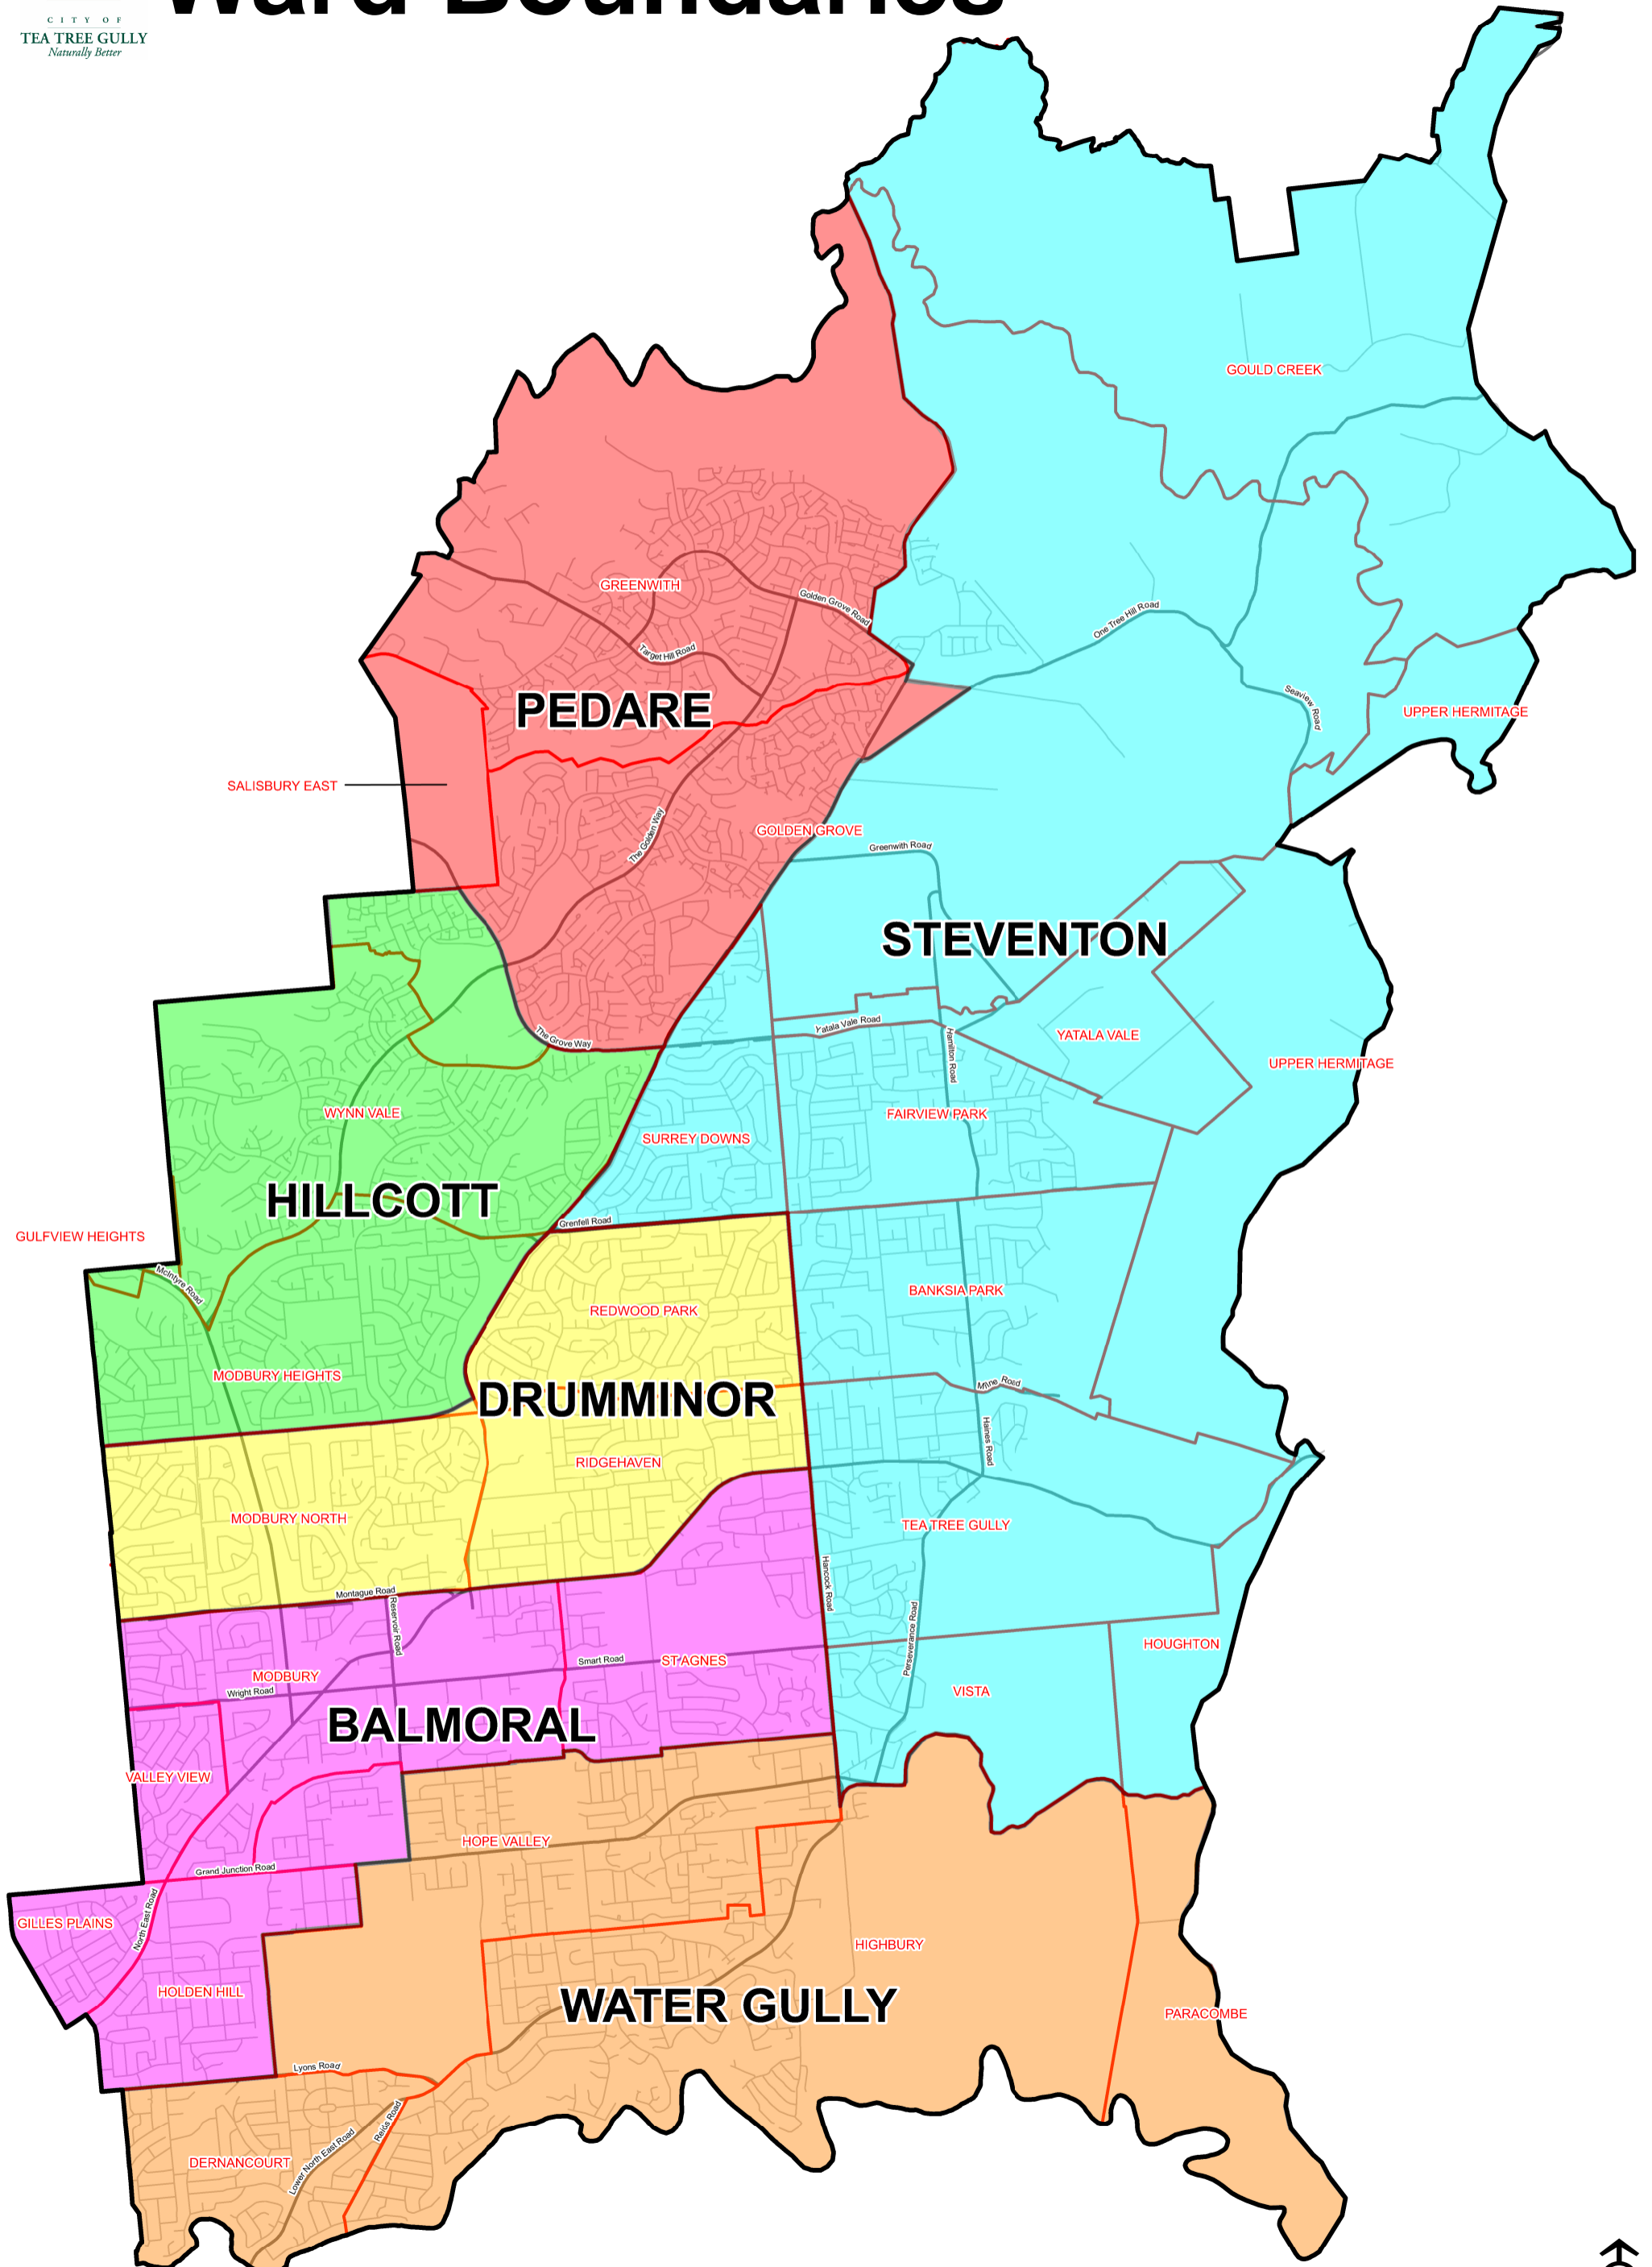 Ward Boundaries
CITY OF
TEA TREE GULLY
Naturally Better
GOULD CREEK
GREENWITH
Golden Grove Road
One Tree Hill Road
Target Hill Road
PEDARE
Seaview Road
UPPER HERMITAGE
SALISBURY EAST
The Golden Way
GOLDEN GROVE
Greenwith Road
STEVENTON
Yatala Vale Road
The Grove Way
Hamilton Road
YATALA VALE
UPPER HERMITAGE
WYNN VALE
FAIRVIEW PARK
SURREY DOWNS
HILLCOTT
Grenfell Road
GULFVIEW HEIGHTS
McIntyre Road
BANKSIA PARK
REDWOOD PARK
MODBURY HEIGHTS
Milne Road
DRUMMINOR
Haines Road
RIDGEHAVEN
MODBURY NORTH
TEA TREE GULLY
Hancock Road
Montague Road
Reservoir Road
Perseverance Road
HOUGHTON
Smart Road
ST AGNES
MODBURY
Wright Road
VISTA
BALMORAL
VALLEY VIEW
HOPE VALLEY
Grand Junction Road
GILLES PLAINS
North East Road
HIGHBURY
HOLDEN HILL
WATER GULLY
PARACOMBE
Lyons Road
Reids Road
Lower North East Road
DERNANCOURT